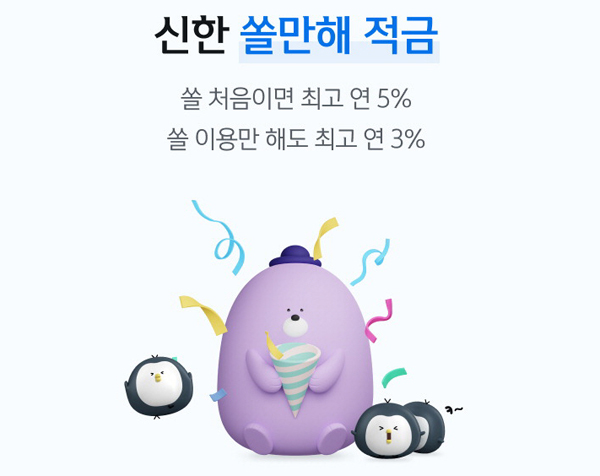 신한 쏠만해 적금
쏠 처음이면 최고 연 5%
쏠 이용만 해도 최고 연 3%
ㅋ~